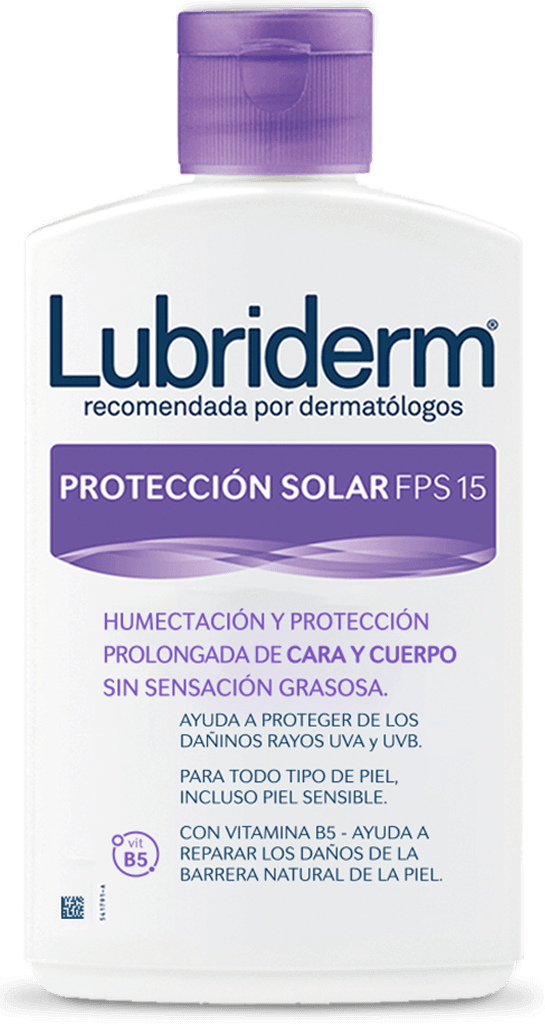 Lubriderm®
recomendada por dermatólogos
PROTECCIÓN SOLAR FPS 15
HUMECTACIÓN Y PROTECCIÓN
PROLONGADA DE CARA Y CUERPO
SIN SENSACIÓN GRASOSA.
AYUDA A PROTEGER DE LOS
DAÑINOS RAYOS UVA y UVB.
PARA TODO TIPO DE PIEL,
INCLUSO PIEL SENSIBLE.
vit
B5
CON VITAMINA B5 - AYUDA A
REPARAR LOS DAÑOS DE LA
BARRERA NATURAL DE LA PIEL.